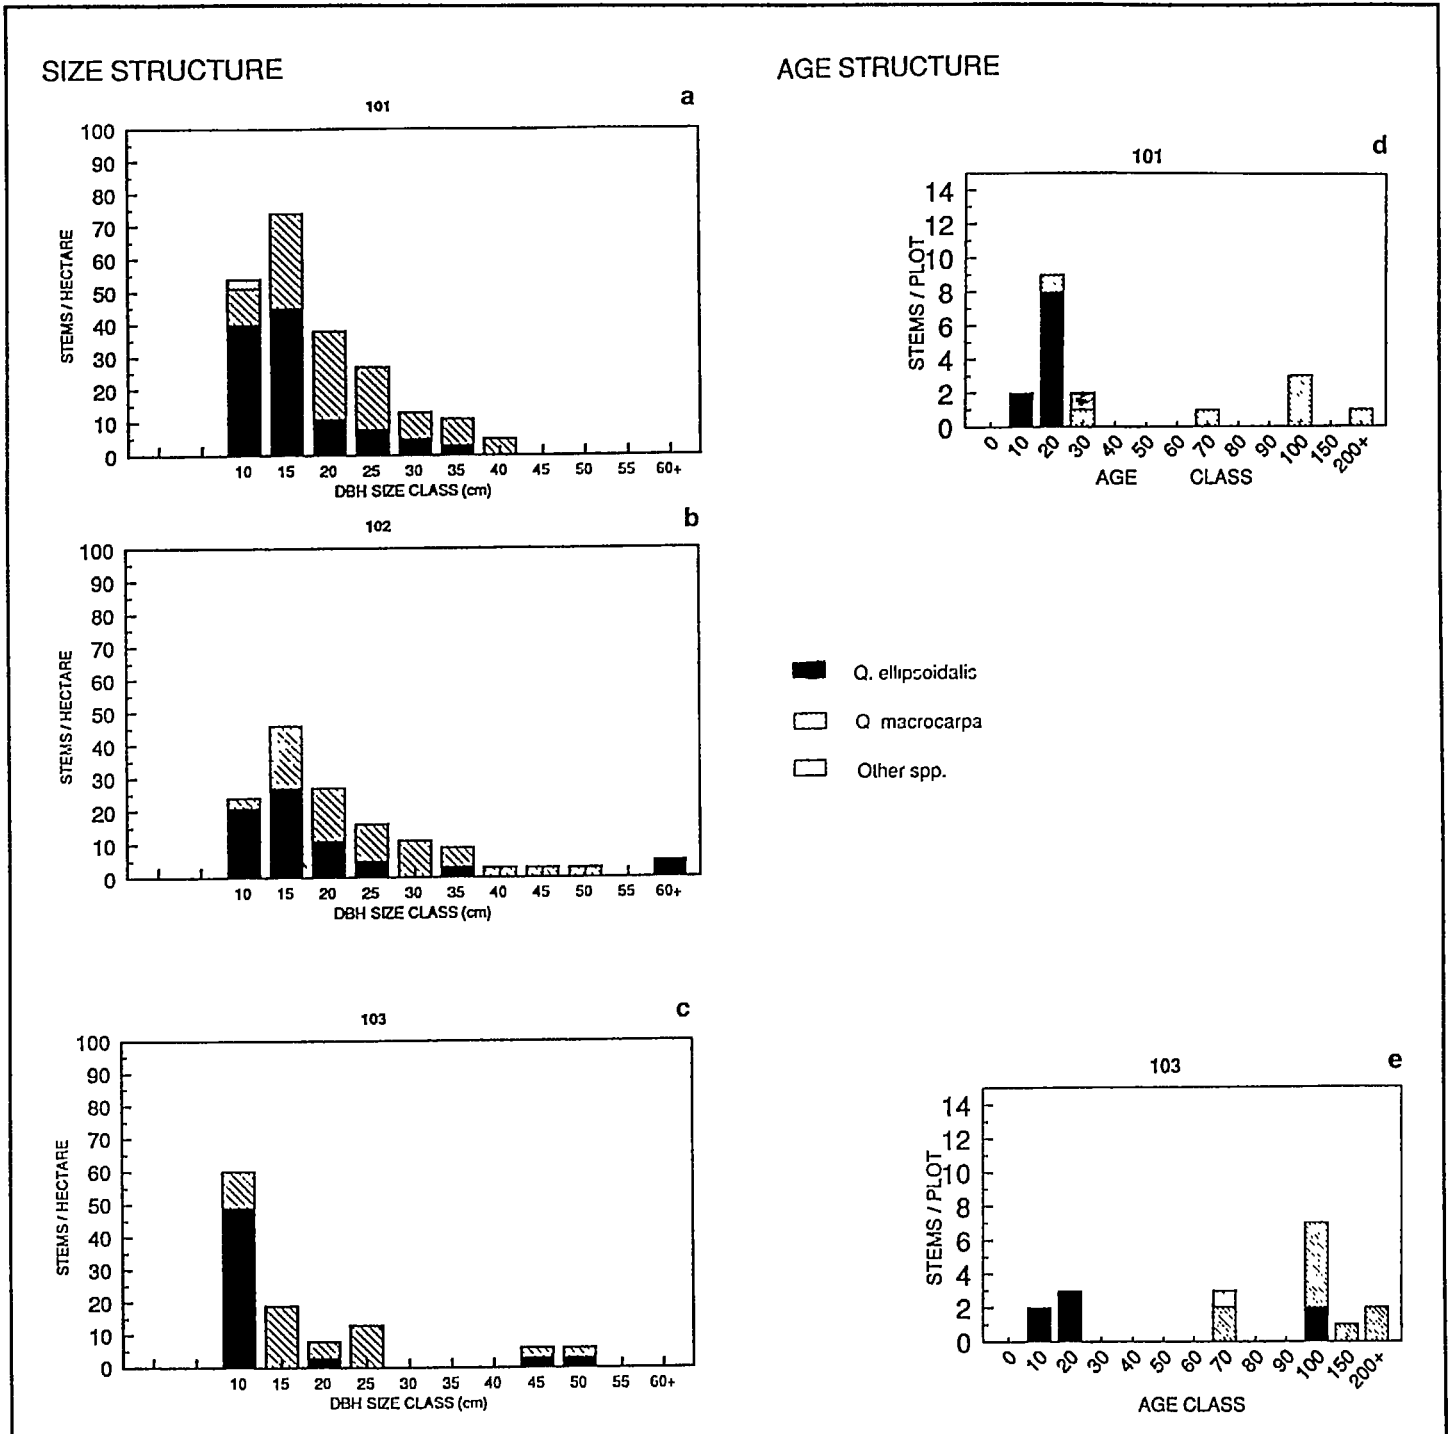 SIZE STRUCTURE
AGE STRUCTURE
101
a
100
90
80
70
60
50
40
30
20
10
0
STEMS / HECTARE
10 15 20 25 30 35 40 45 50 55 60+
DBH SIZE CLASS (cm)
102
b
100
90
80
70
60
50
40
30
20
10
0
STEMS / HECTARE
10 15 20 25 30 35 40 45 50 55 60+
DBH SIZE CLASS (cm)
103
c
100
90
80
70
60
50
40
30
20
10
0
STEMS / HECTARE
10 15 20 25 30 35 40 45 50 55 60+
DBH SIZE CLASS (cm)
101
d
14
12
10
8
6
4
2
0
STEMS / PLOT
0 10 20 30 40 50 60 70 80 90 100 150 200+
AGE CLASS
Q. ellipsoidalis
Q macrocarpa
Other spp.
103
e
14
12
10
8
6
4
2
0
STEMS / PLOT
0 10 20 30 40 50 60 70 80 90 100 150 200+
AGE CLASS